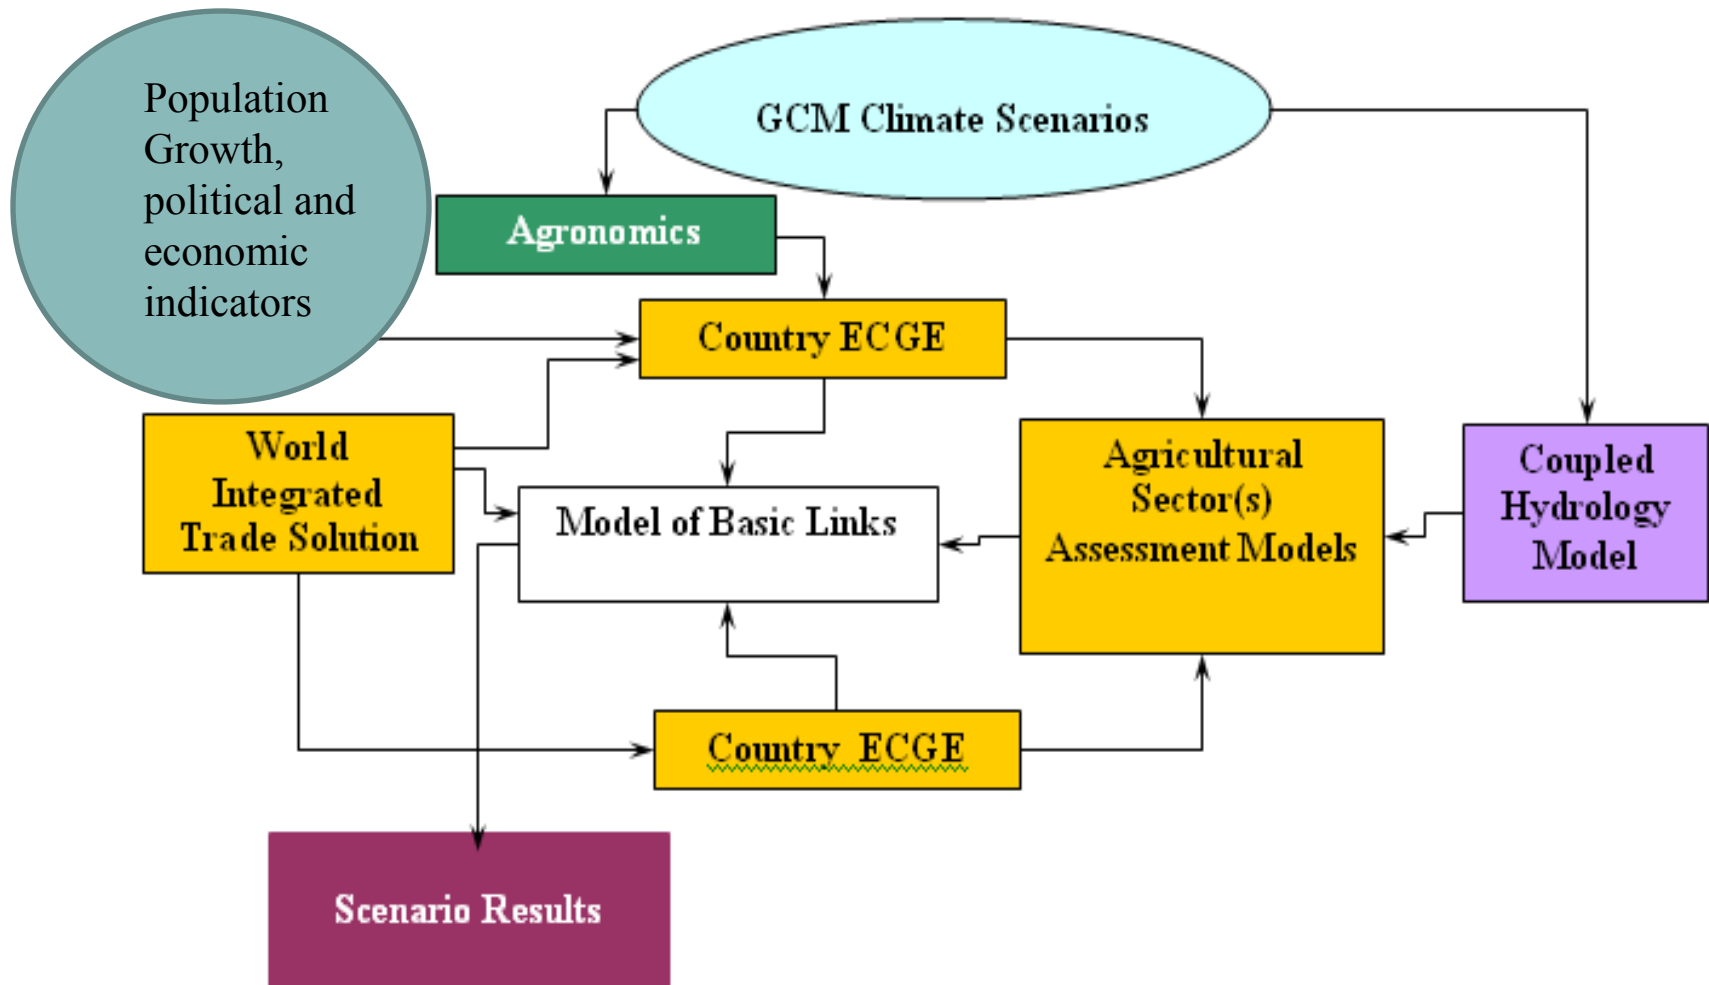 Population
Growth,
political and
economic
indicators
GCM Climate Scenarios
Agronomics
Country ECGE
World
Integrated
Trade Solution
Model of Basic Links
Agricultural
Sector(s)
Assessment Models
Coupled
Hydrology
Model
Country ECGE
Scenario Results